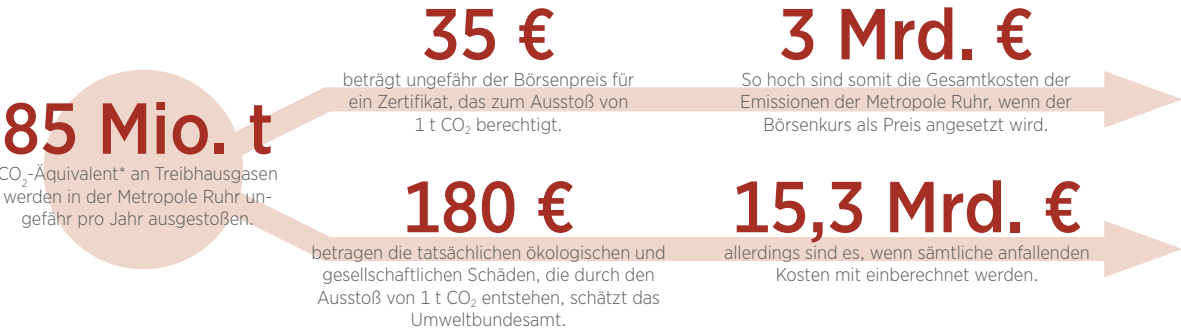 85 Mio. t
CO₂-Äquivalent* an Treibhausgasen
werden in der Metropole Ruhr un-
gefähr pro Jahr ausgestoßen.
35 €
beträgt ungefähr der Börsenpreis für
ein Zertifikat, das zum Ausstoß von
1 t CO₂ berechtigt.
3 Mrd. €
So hoch sind somit die Gesamtkosten der
Emissionen der Metropole Ruhr, wenn der
Börsenkurs als Preis angesetzt wird.
180 €
betragen die tatsächlichen ökologischen und
gesellschaftlichen Schäden, die durch den
Ausstoß von 1 t CO₂ entstehen, schätzt das
Umweltbundesamt.
15,3 Mrd. €
allerdings sind es, wenn sämtliche anfallenden
Kosten mit einberechnet werden.